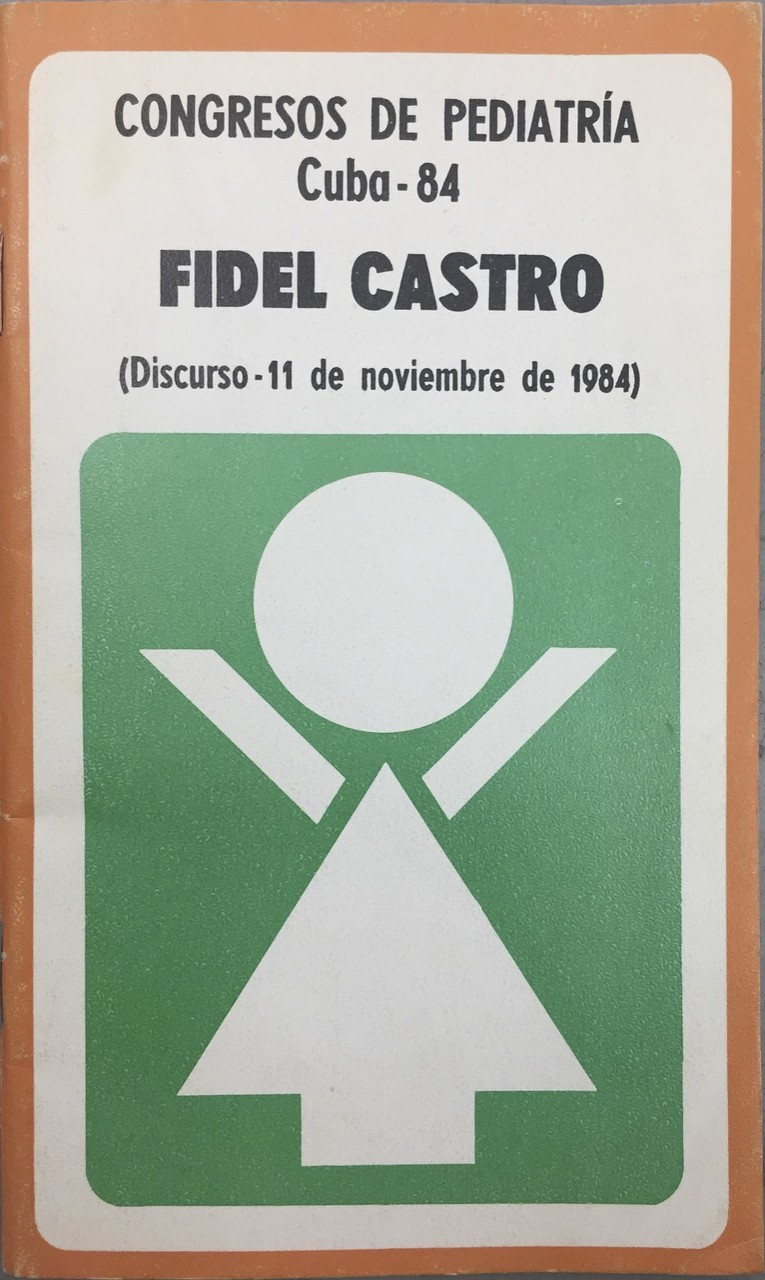 CONGRESOS DE PEDIATRÍA
Cuba-84
FIDEL CASTRO
(Discurso-11 de noviembre de 1984)